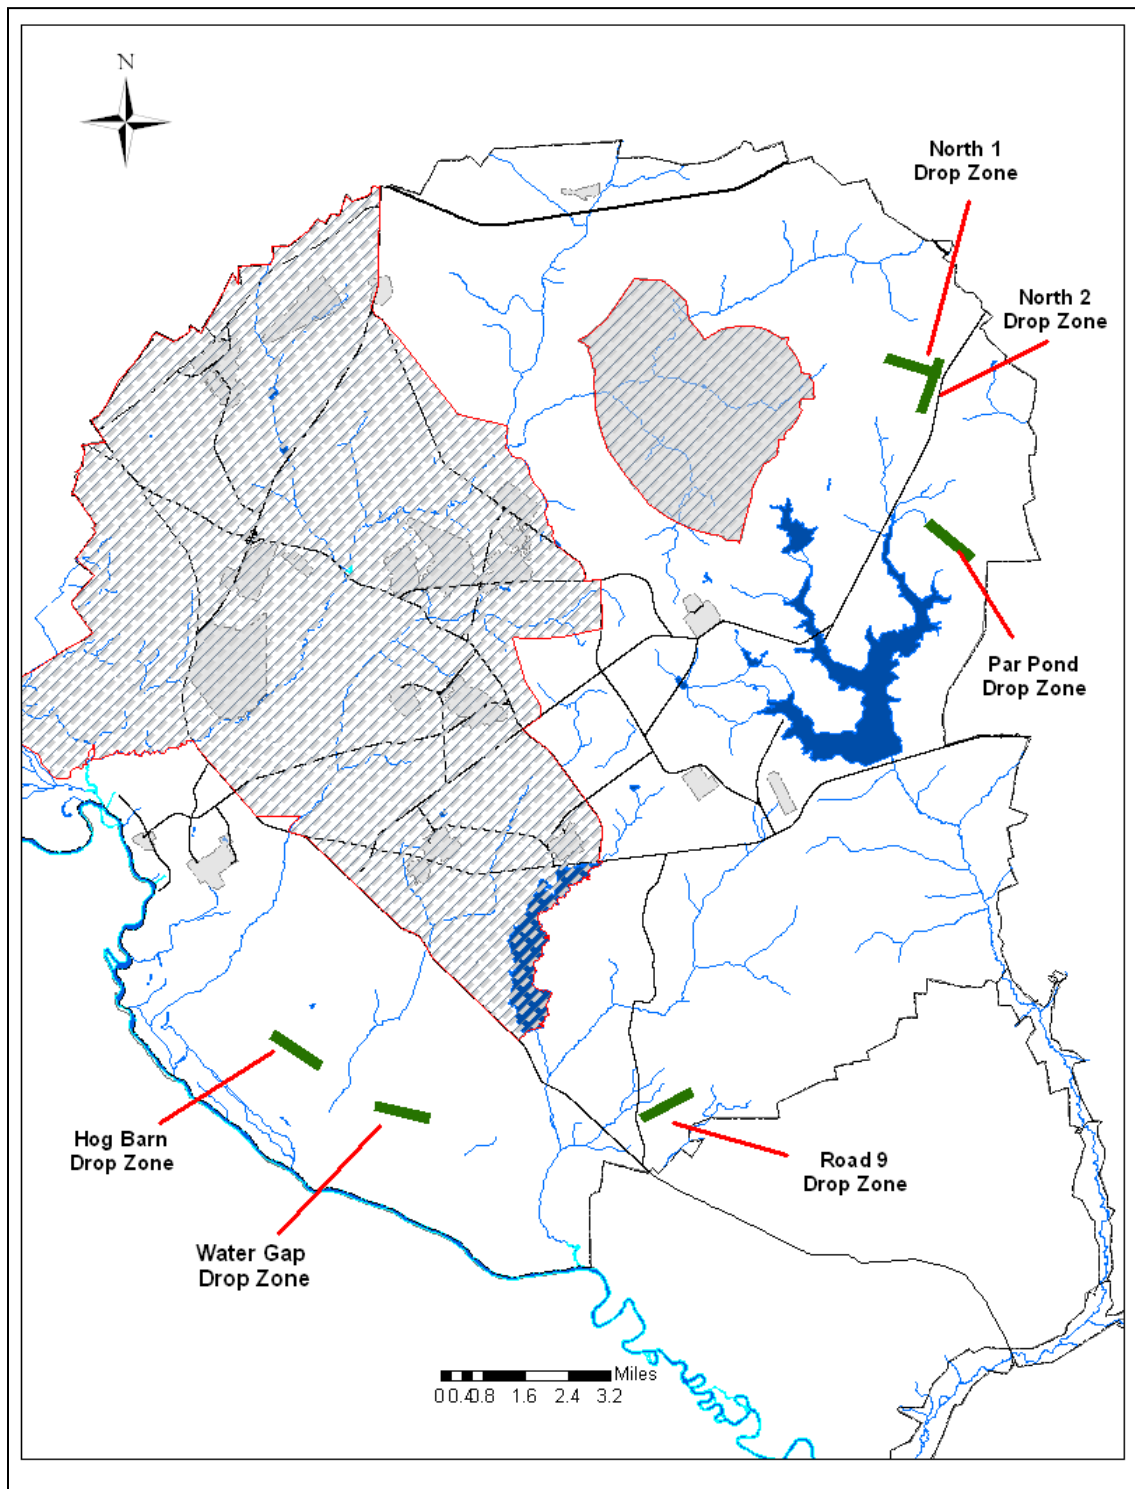 N
North 1
Drop Zone
North 2
Drop Zone
Par Pond
Drop Zone
Hog Barn
Drop Zone
Road 9
Drop Zone
Water Gap
Drop Zone
Miles
0 0.4 0.8 1.6 2.4 3.2